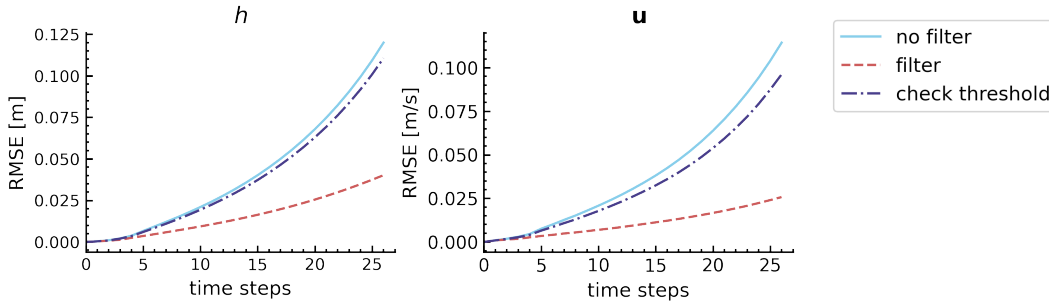 h
RMSE [m]
0.125
0.100
0.075
0.050
0.025
0.000
0 5 10 15 20 25
time steps
u
RMSE [m/s]
0.100
0.075
0.050
0.025
0.000
0 5 10 15 20 25
time steps
no filter
filter
check threshold